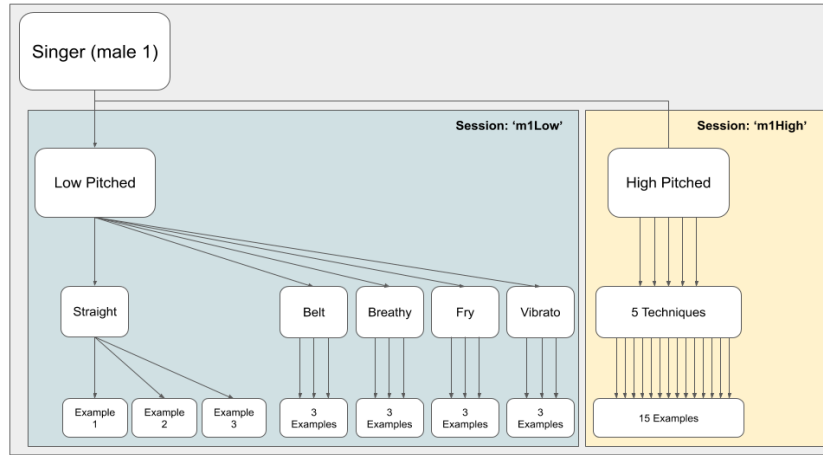 Singer (male 1)
Session: 'm1Low'
Session: 'm1High'
Low Pitched
High Pitched
Straight
Belt
Breathy
Fry
Vibrato
5 Techniques
Example
1
Example
2
Example
3
3
Examples
3
Examples
3
Examples
3
Examples
15 Examples